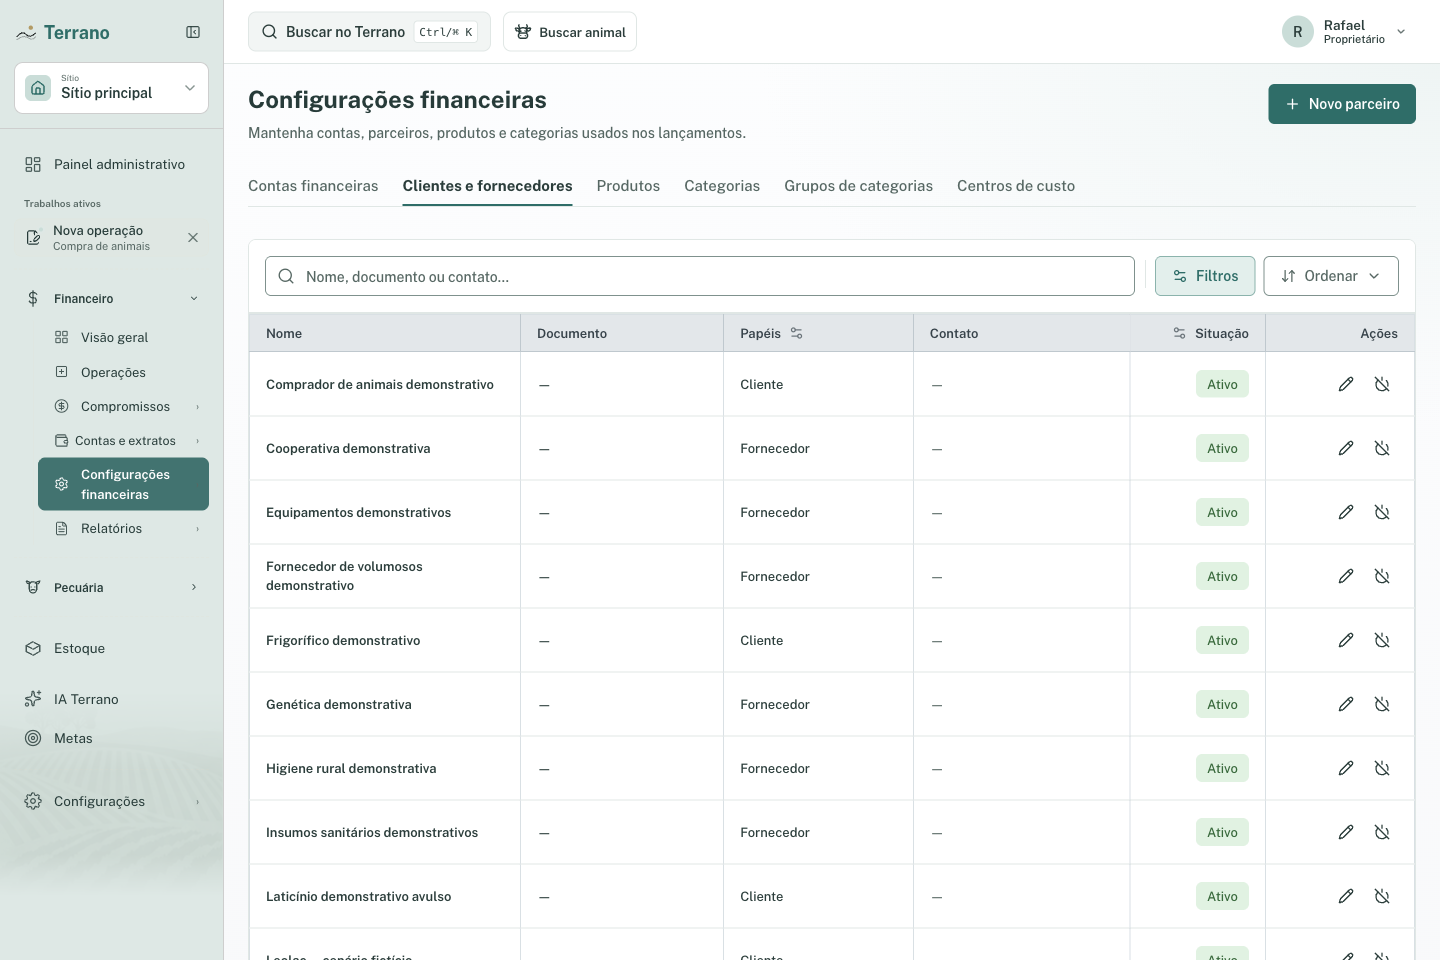 Terrano
Sítio
Sítio principal
Painel administrativo
Trabalhos ativos
Nova operação
Compra de animais
Financeiro
Visão geral
Operações
Compromissos
Contas e extratos
Configurações
financeiras
Relatórios
Pecuária
Estoque
IA Terrano
Metas
Configurações
Buscar no Terrano Ctrl/⌘ K
Buscar animal
R
Rafael
Proprietário
Configurações financeiras
Mantenha contas, parceiros, produtos e categorias usados nos lançamentos.
Novo parceiro
Contas financeiras Clientes e fornecedores Produtos Categorias Grupos de categorias Centros de custo
Nome, documento ou contato...
Filtros
Ordenar
Nome Documento Papéis Contato Situação Ações
Comprador de animais demonstrativo — Cliente — Ativo
Cooperativa demonstrativa — Fornecedor — Ativo
Equipamentos demonstrativos — Fornecedor — Ativo
Fornecedor de volumosos
demonstrativo — Fornecedor — Ativo
Frigorífico demonstrativo — Cliente — Ativo
Genética demonstrativa — Fornecedor — Ativo
Higiene rural demonstrativa — Fornecedor — Ativo
Insumos sanitários demonstrativos — Fornecedor — Ativo
Laticínio demonstrativo avulso — Cliente — Ativo
Cliente Ativo